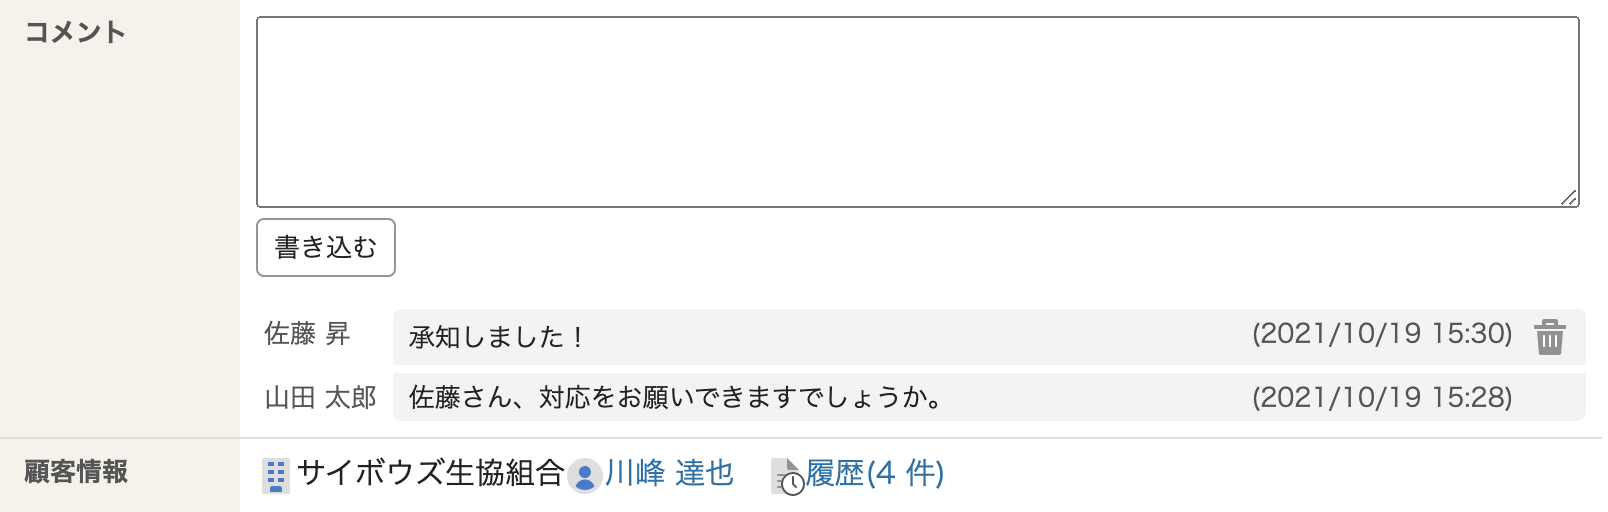 コメント
書き込む
佐藤 昇 承知しました！ (2021/10/19 15:30)
山田 太郎 佐藤さん、対応をお願いできますでしょうか。 (2021/10/19 15:28)
顧客情報 サイボウズ生協組合 川峰 達也 履歴(4 件)